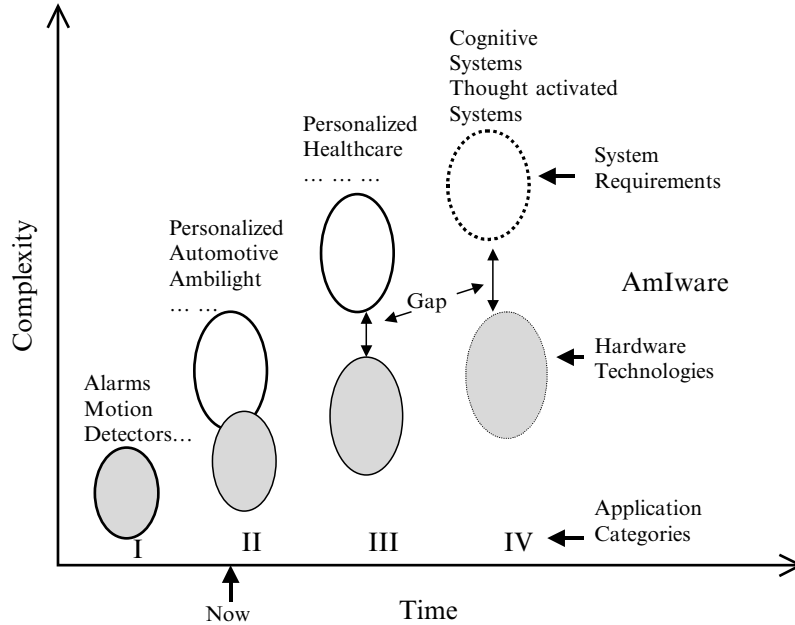 Cognitive
Systems
Thought activated
Systems
Personalized
Healthcare
… … …
System
Requirements
Personalized
Automotive
Ambilight
… …
Complexity
Gap
AmIware
Hardware
Technologies
Alarms
Motion
Detectors…
Application
Categories
I
II
III
IV
Now
Time